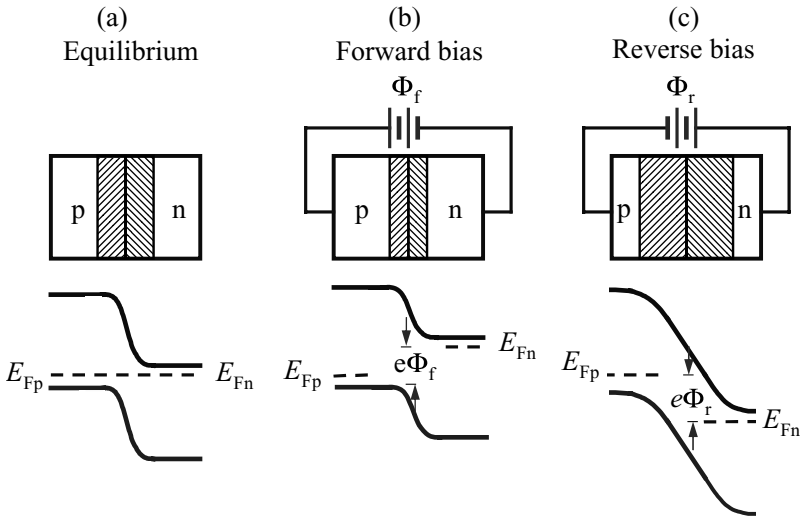 (a)
Equilibrium
(b)
Forward bias
(c)
Reverse bias
Φf
Φr
p
n
p
n
p
n
EFp
EFn
EFp
eΦf
EFn
EFp
eΦr
EFn